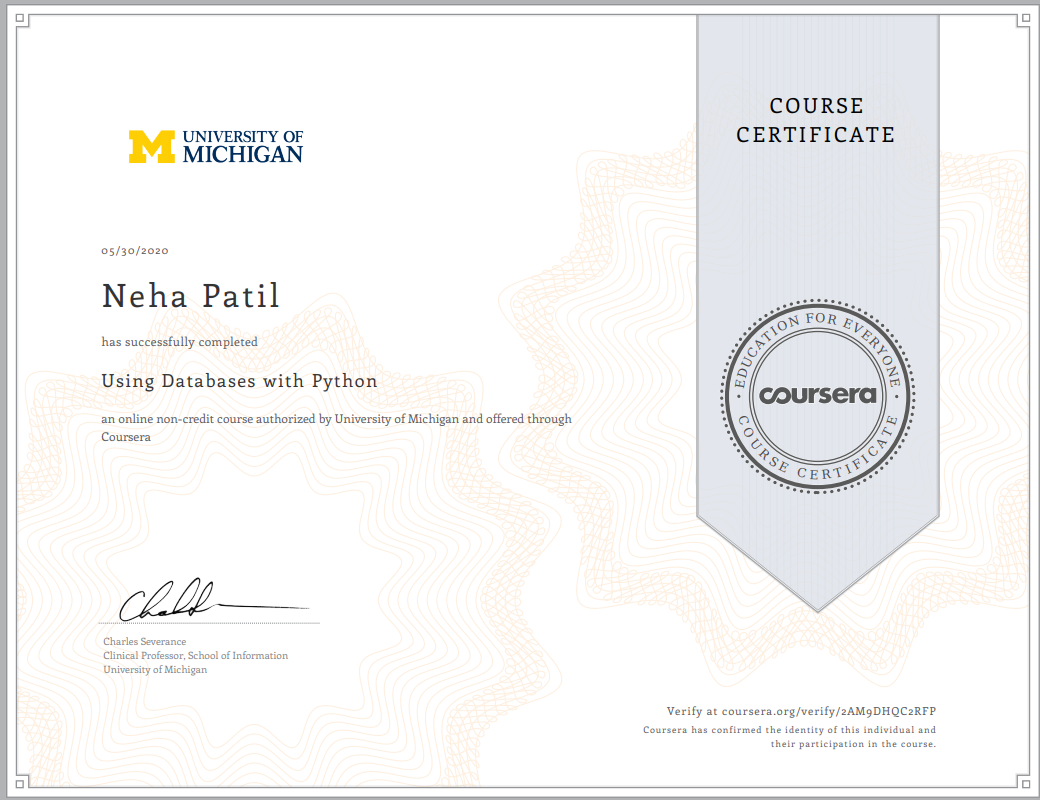 COURSE
CERTIFICATE
UNIVERSITY OF
MICHIGAN
05/30/2020
Neha Patil
has successfully completed
Using Databases with Python
an online non-credit course authorized by University of Michigan and offered through
Coursera
EDUCATION FOR EVERYONE
coursera
COURSE CERTIFICATE
Charles Severance
Clinical Professor, School of Information
University of Michigan
Verify at coursera.org/verify/2AM9DHQC2RFP
Coursera has confirmed the identity of this individual and
their participation in the course.